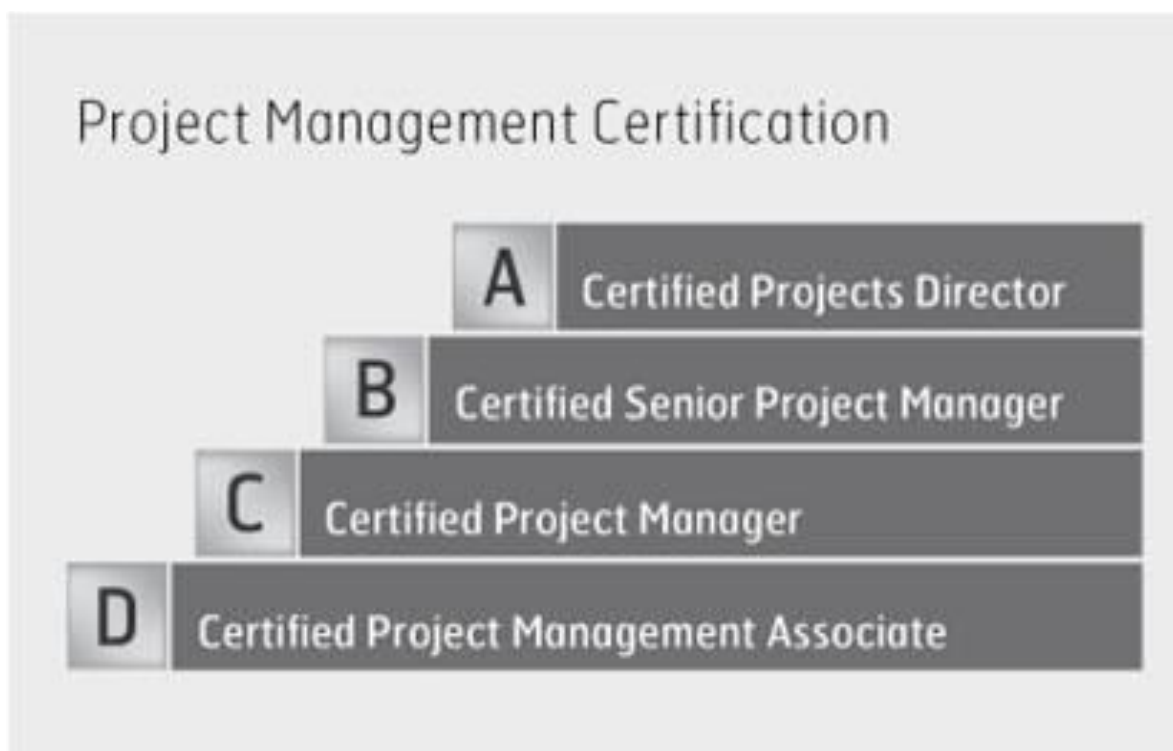 Project Management Certification
A Certified Projects Director
B Certified Senior Project Manager
C Certified Project Manager
D Certified Project Management Associate